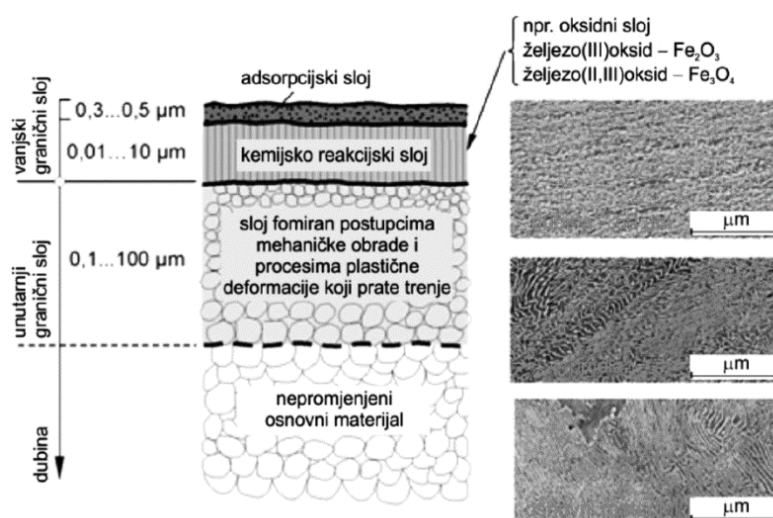 npr. oksidni sloj
željezo(III)oksid – Fe₂O₃
željezo(II,III)oksid – Fe₃O₄
adsorpcijski sloj
vanjski
granični sloj
0,3...0,5 µm
0,01...10 µm
kemijsko reakcijski sloj
unutarnji
granični sloj
0,1...100 µm
sloj fomiran postupcima
mehaničke obrade i
procesima plastične
deformacije koji prate trenje
nepromjenjeni
osnovni materijal
dubina
µm
µm
µm